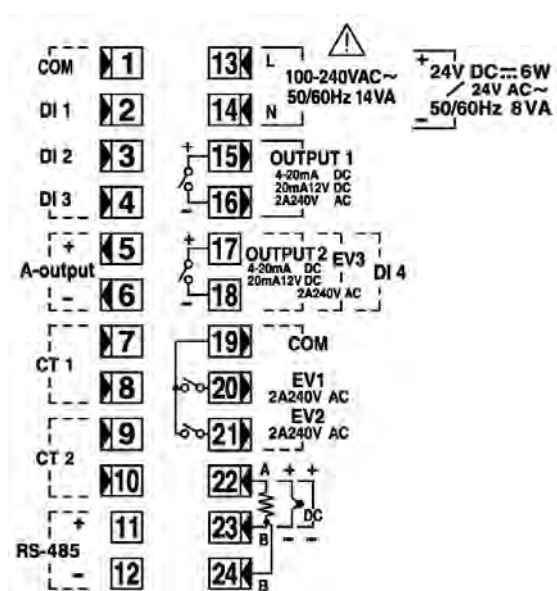 COM 1
DI 1 2
DI 2 3
DI 3 4
+ 5
A-output
- 6
CT 1
7
8
CT 2
9
10
RS-485
+ 11
- 12
13 L
14 N
100-240VAC~
50/60Hz 14VA
+ 24V DC⎓6W
/ 24V AC~
- 50/60Hz 8VA
15 + OUTPUT 1
4-20mA DC
20mA12V DC
16 - 2A240V AC
17 + OUTPUT2 EV3 DI 4
4-20mA DC
20mA12V DC
18 - 2A240V AC
19 COM
20 EV1
2A240V AC
21 EV2
2A240V AC
22 A + +
DC
23 B - -
24 B